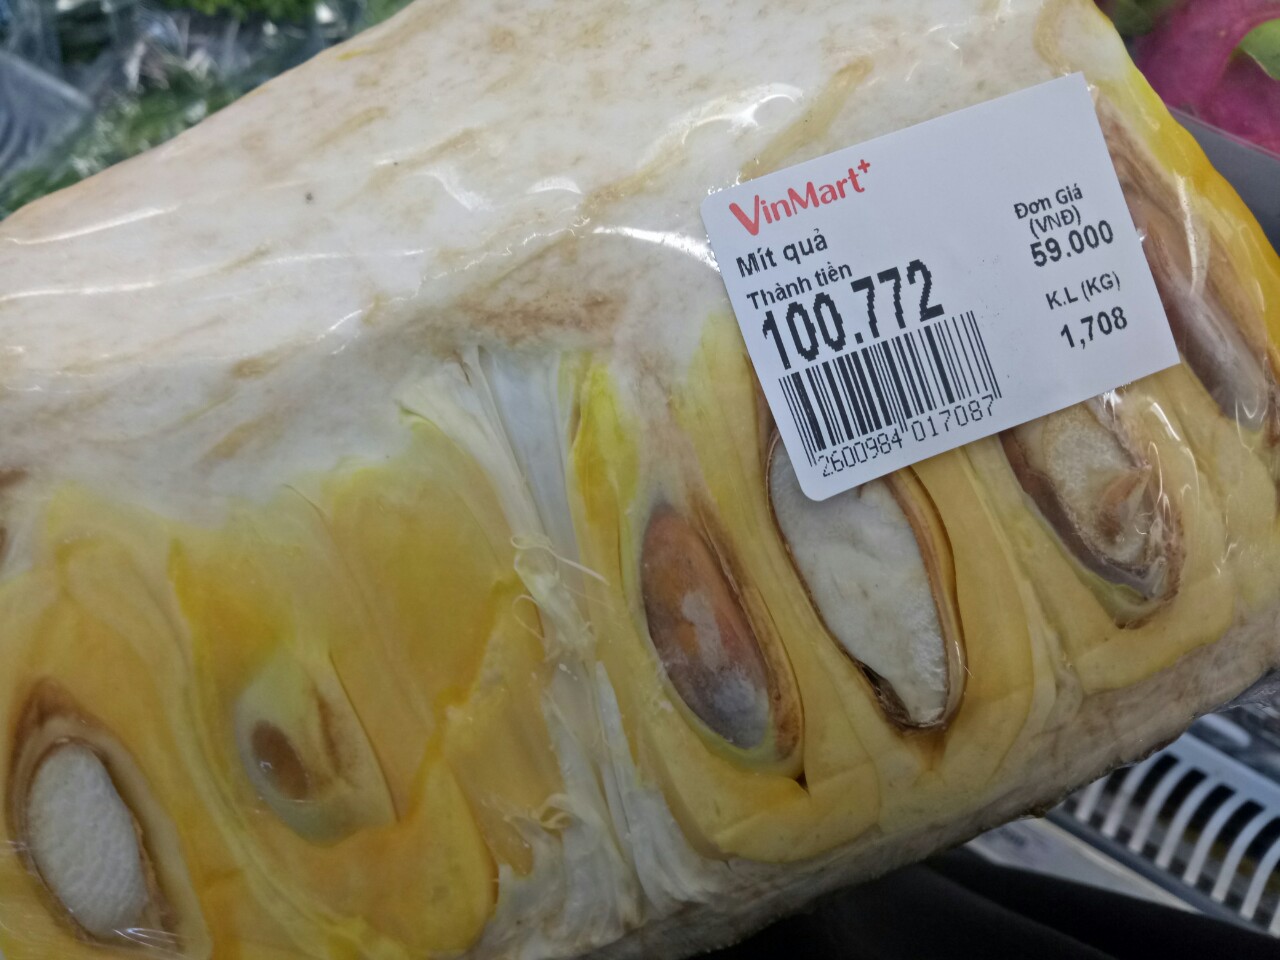 VinMart+
Mít quả
Thành tiền
100.772
2600984 017087
Đơn Giá
(VNĐ)
59.000
K.L (KG)
1,708